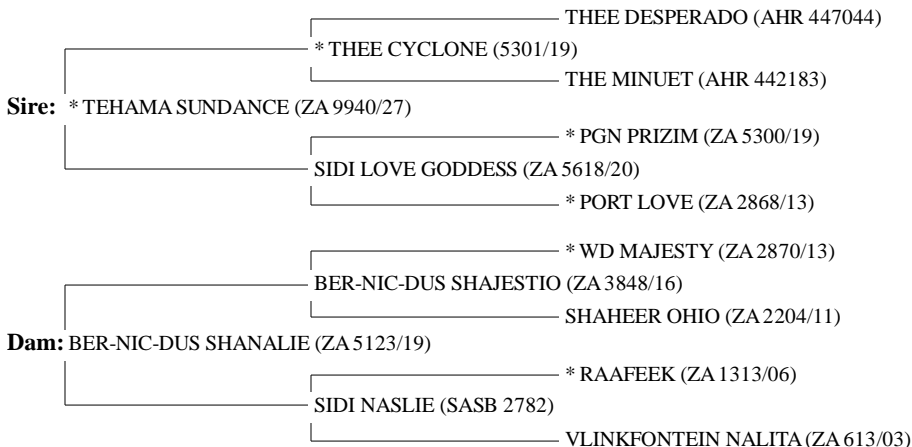 THEE DESPERADO (AHR 447044)
* THEE CYCLONE (5301/19)
THE MINUET (AHR 442183)
Sire: * TEHAMA SUNDANCE (ZA 9940/27)
* PGN PRIZIM (ZA 5300/19)
SIDI LOVE GODDESS (ZA 5618/20)
* PORT LOVE (ZA 2868/13)
* WD MAJESTY (ZA 2870/13)
BER-NIC-DUS SHAJESTIO (ZA 3848/16)
SHAHEER OHIO (ZA 2204/11)
Dam: BER-NIC-DUS SHANALIE (ZA 5123/19)
* RAAFEEK (ZA 1313/06)
SIDI NASLIE (SASB 2782)
VLINKFONTEIN NALITA (ZA 613/03)